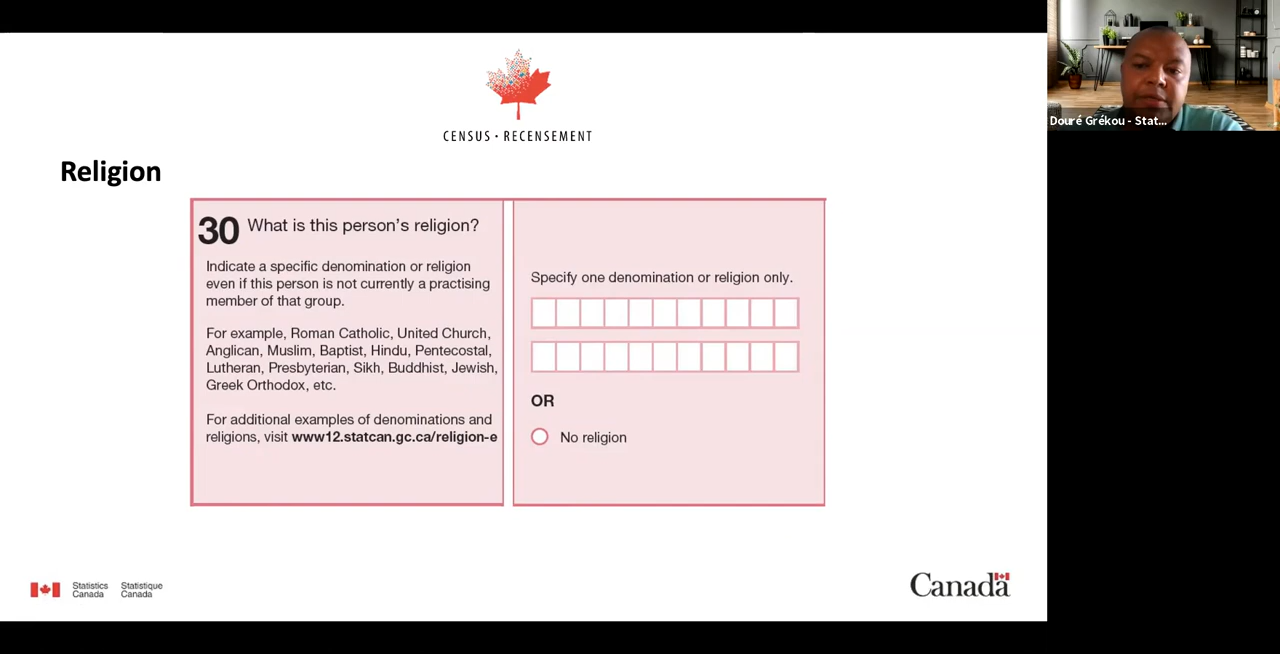 CENSUS • RECENSEMENT
Religion
30 What is this person's religion?
Indicate a specific denomination or religion
even if this person is not currently a practising
member of that group.
For example, Roman Catholic, United Church,
Anglican, Muslim, Baptist, Hindu, Pentecostal,
Lutheran, Presbyterian, Sikh, Buddhist, Jewish,
Greek Orthodox, etc.
For additional examples of denominations and
religions, visit www12.statcan.gc.ca/religion-e
Specify one denomination or religion only.
OR
No religion
Statistics
Canada
Statistique
Canada
Canada
Douré Grékou - Stat...